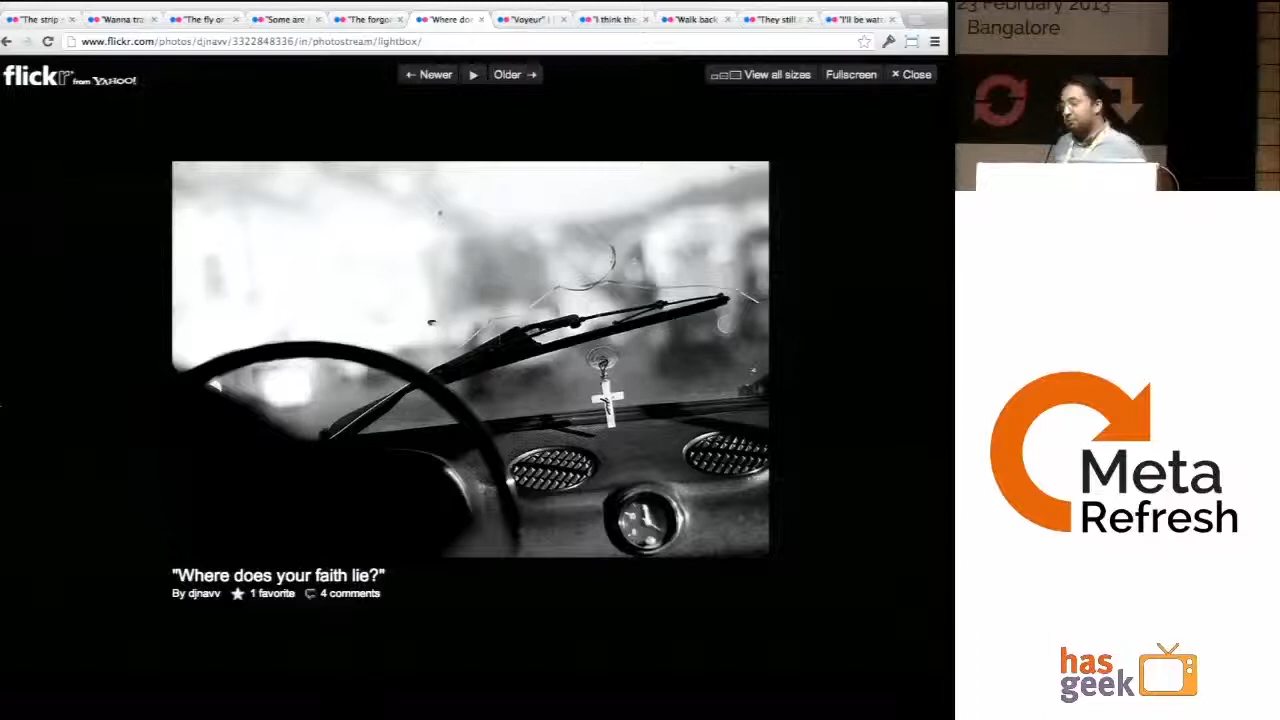 "The strip
"Wanna tra
"The fly or
"Some are
"The forgo
"Where doe
"Voyeur" |
"I think the
"Walk back
"They still
"I'll be wat
www.flickr.com/photos/djnavv/3322848336/in/photostream/lightbox/
flickr from YAHOO!
← Newer
Older →
View all sizes
Fullscreen
× Close
"Where does your faith lie?"
By djnavv ★ 1 favorite 4 comments
23 February 2013
Bangalore
Meta
Refresh
has
geek